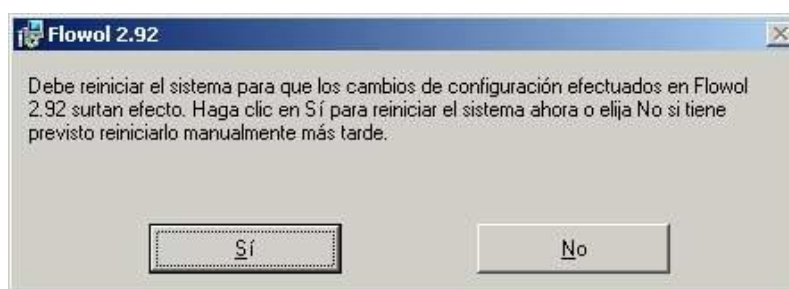 Flowol 2.92
Debe reiniciar el sistema para que los cambios de configuración efectuados en Flowol
2.92 surtan efecto. Haga clic en Sí para reiniciar el sistema ahora o elija No si tiene
previsto reiniciarlo manualmente más tarde.
Sí
No